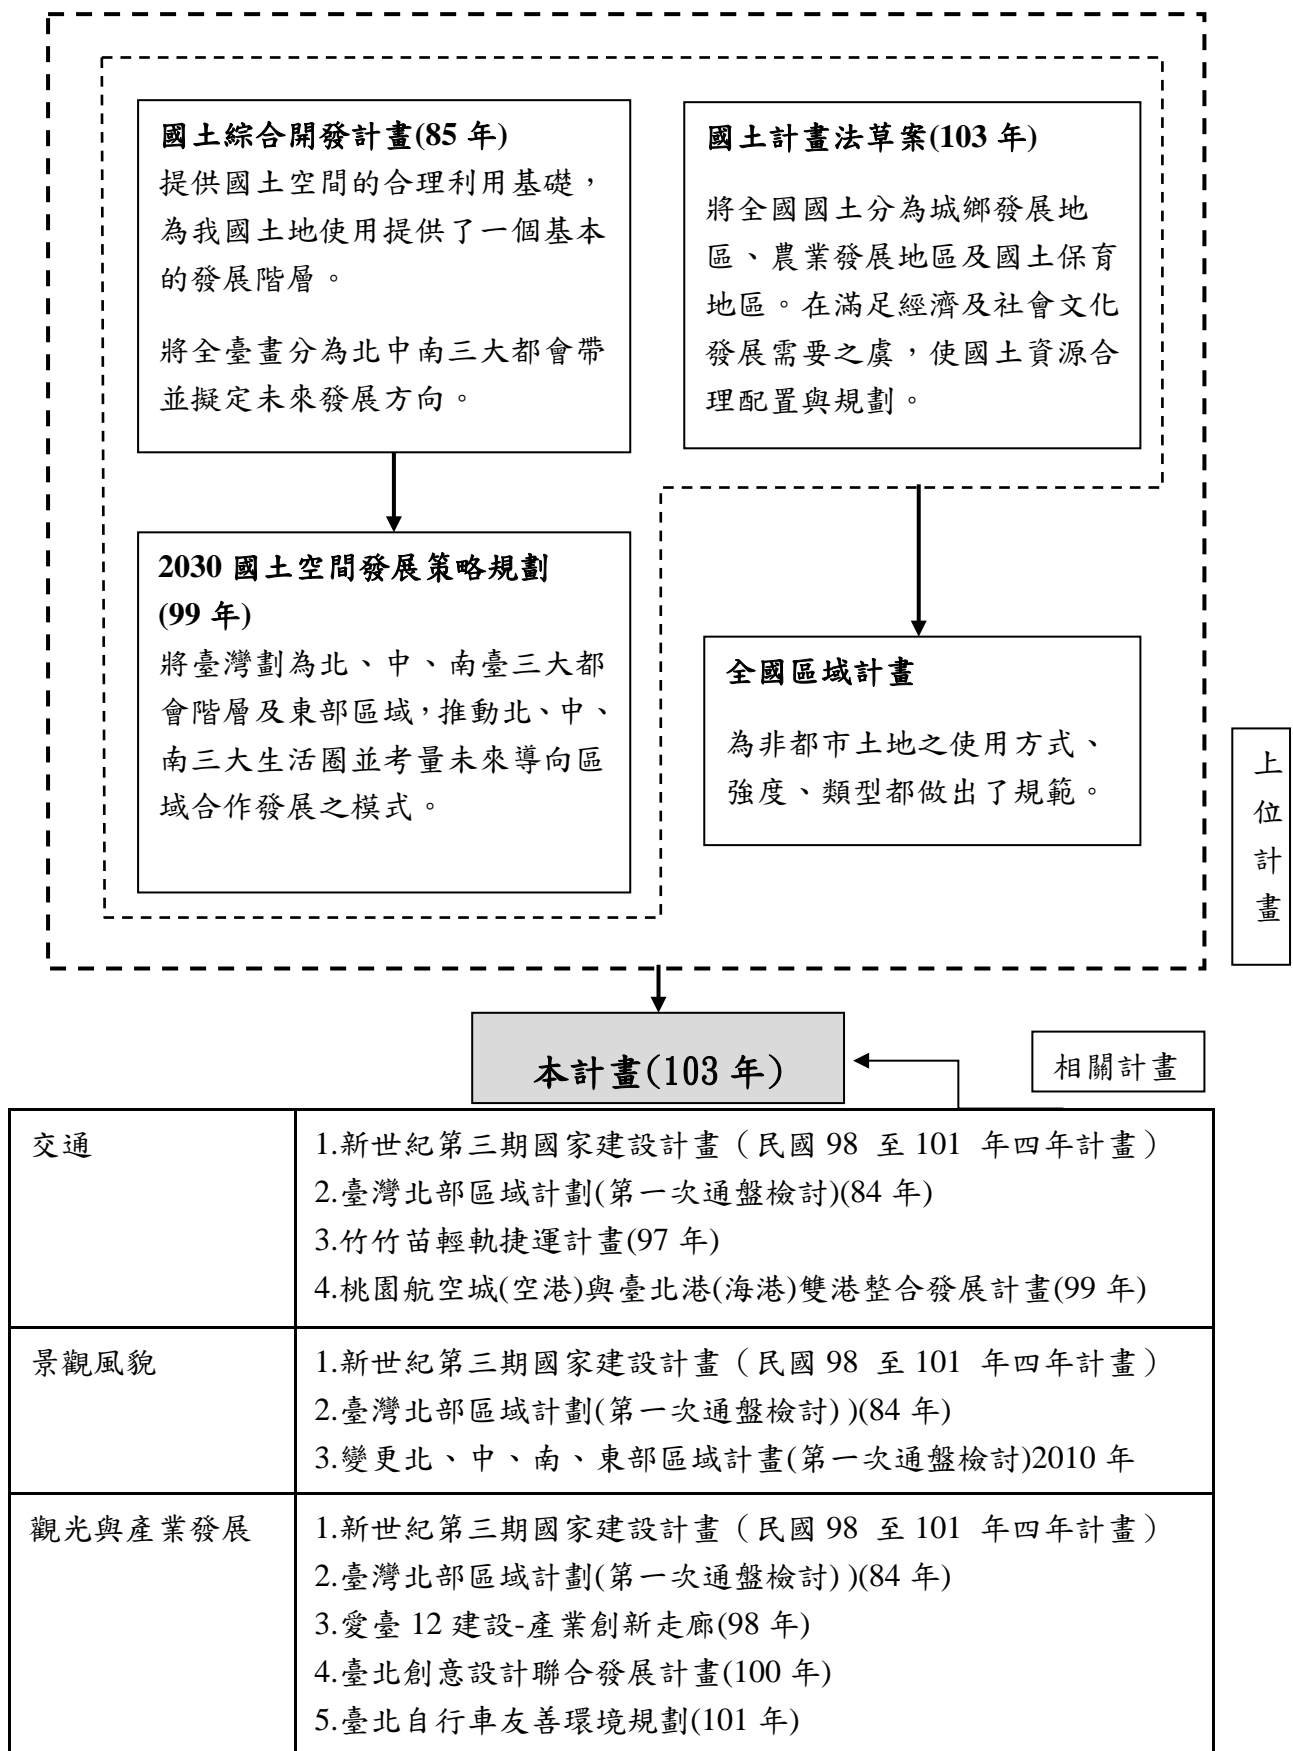 國土綜合開發計畫(85 年)
提供國土空間的合理利用基礎，
為我國土地使用提供了一個基本
的發展階層。
將全臺畫分為北中南三大都會帶
並擬定未來發展方向。
國土計畫法草案(103 年)
將全國國土分為城鄉發展地
區、農業發展地區及國土保育
地區。在滿足經濟及社會文化
發展需要之虞，使國土資源合
理配置與規劃。
2030 國土空間發展策略規劃
(99 年)
將臺灣劃為北、中、南臺三大都
會階層及東部區域，推動北、中、
南三大生活圈並考量未來導向區
域合作發展之模式。
全國區域計畫
為非都市土地之使用方式、
強度、類型都做出了規範。
上
位
計
畫
本計畫(103 年)
相關計畫
交通
1.新世紀第三期國家建設計畫（民國 98 至 101 年四年計畫）
2.臺灣北部區域計劃(第一次通盤檢討)(84 年)
3.竹竹苗輕軌捷運計畫(97 年)
4.桃園航空城(空港)與臺北港(海港)雙港整合發展計畫(99 年)
景觀風貌
1.新世紀第三期國家建設計畫（民國 98 至 101 年四年計畫）
2.臺灣北部區域計劃(第一次通盤檢討) )(84 年)
3.變更北、中、南、東部區域計畫(第一次通盤檢討)2010 年
觀光與產業發展
1.新世紀第三期國家建設計畫（民國 98 至 101 年四年計畫）
2.臺灣北部區域計劃(第一次通盤檢討) )(84 年)
3.愛臺 12 建設-產業創新走廊(98 年)
4.臺北創意設計聯合發展計畫(100 年)
5.臺北自行車友善環境規劃(101 年)